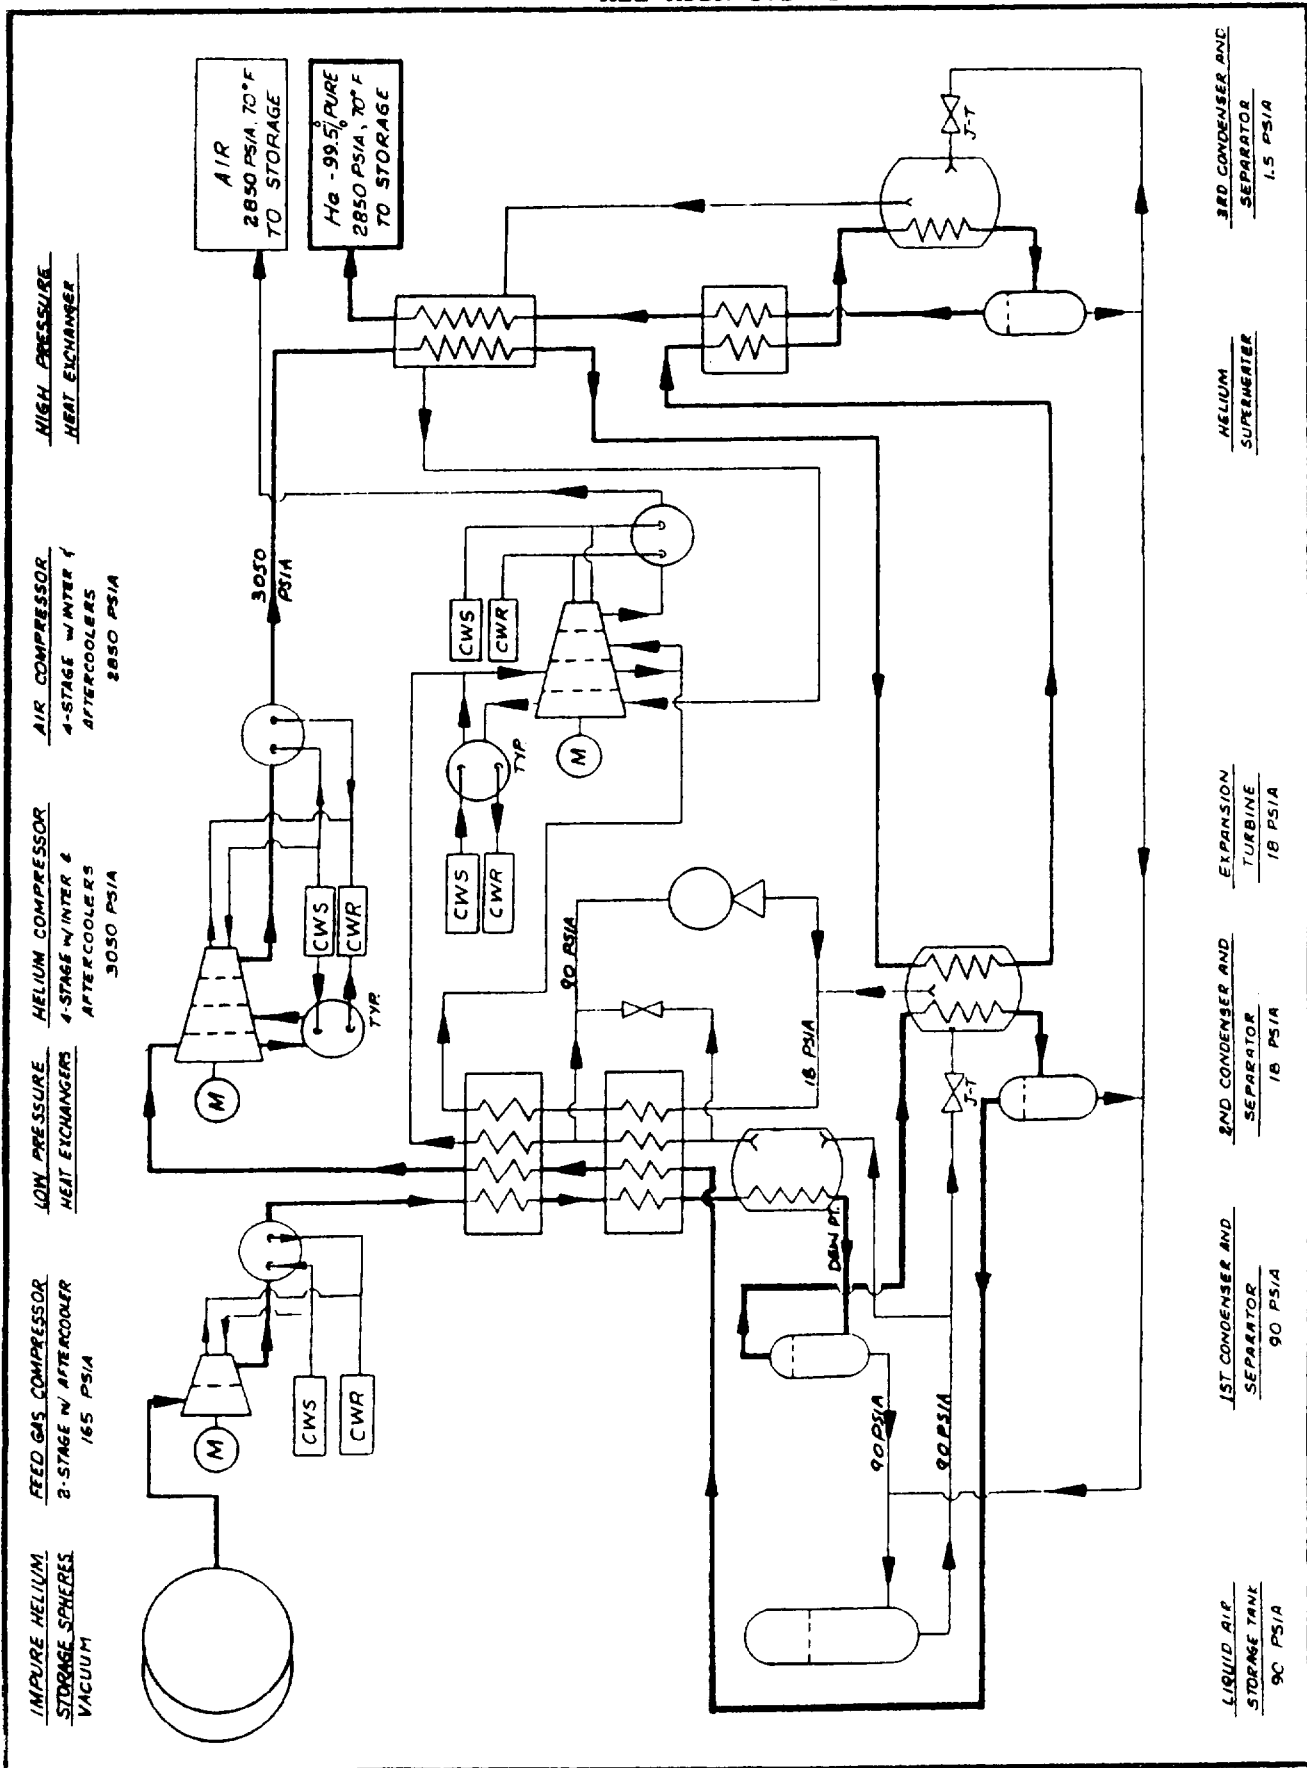 IMPURE HELIUM
STORAGE SPHERES
VACUUM
FEED GAS COMPRESSOR
2-STAGE W/ AFTERCOOLER
165 PSIA
LOW PRESSURE
HEAT EXCHANGERS
HELIUM COMPRESSOR
4-STAGE W/INTER &
AFTERCOOLERS
3050 PSIA
AIR COMPRESSOR
4-STAGE W/INTER &
AFTERCOOLERS
2850 PSIA
HIGH PRESSURE
HEAT EXCHANGER
AIR
2850 PSIA, 70°F
TO STORAGE
He - 99.5% PURE
2850 PSIA, 70°F
TO STORAGE
3050
PSIA
M
CWS
CWR
M
CWS
CWR
TYP.
CWS
CWR
M
CWS
CWR
TYP.
90 PSIA
18 PSIA
DEW PT.
90 PSIA
90 PSIA
J-T
J-T
LIQUID AIR
STORAGE TANK
90 PSIA
1ST CONDENSER AND
SEPARATOR
90 PSIA
2ND CONDENSER AND
SEPARATOR
18 PSIA
EXPANSION
TURBINE
18 PSIA
HELIUM
SUPERHEATER
3RD CONDENSER AND
SEPARATOR
1.5 PSIA